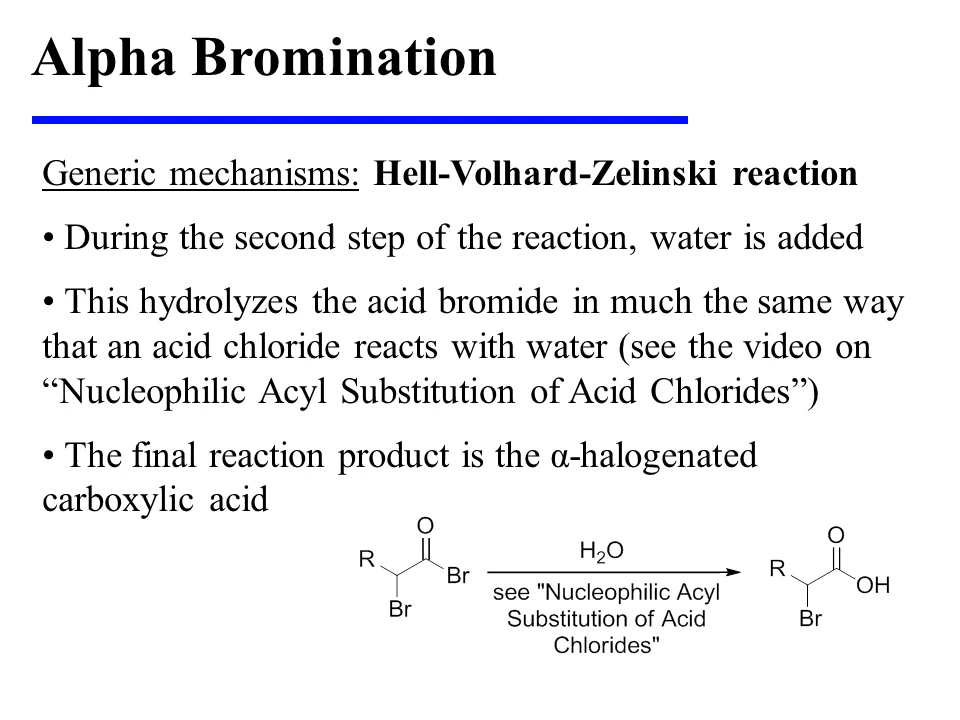 Alpha Bromination
Generic mechanisms: Hell-Volhard-Zelinski reaction
• During the second step of the reaction, water is added
• This hydrolyzes the acid bromide in much the same way
that an acid chloride reacts with water (see the video on
“Nucleophilic Acyl Substitution of Acid Chlorides”)
• The final reaction product is the α-halogenated
carboxylic acid
O
R
Br
Br
H₂O
see "Nucleophilic Acyl
Substitution of Acid
Chlorides"
O
R
OH
Br